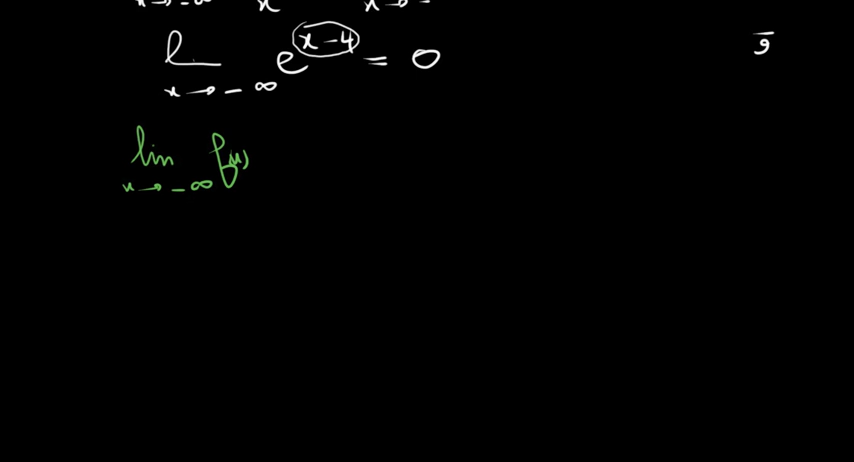 lim e^{x-4} = 0
x → -∞
lim f(x)
x → -∞